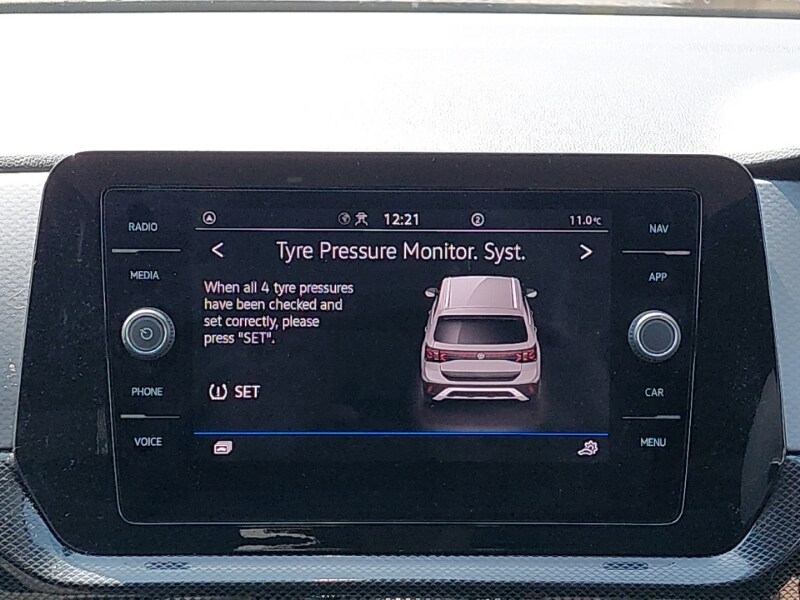 RADIO
MEDIA
PHONE
VOICE
12:21
2
11.0°C
< Tyre Pressure Monitor. Syst. >
When all 4 tyre pressures
have been checked and
set correctly, please
press "SET".
SET
NAV
APP
CAR
MENU